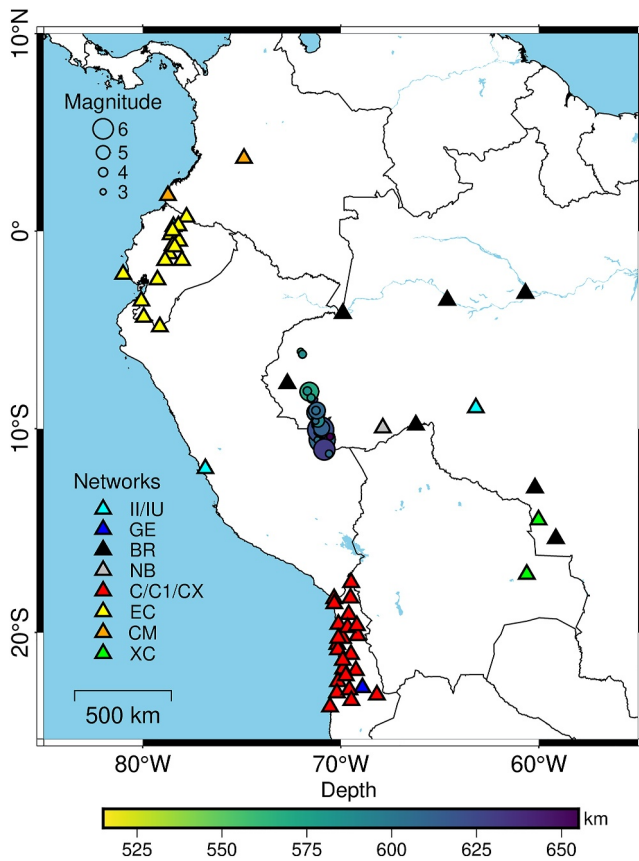 10°N
0°
10°S
20°S
Magnitude
6
5
4
3
Networks
II/IU
GE
BR
NB
C/C1/CX
EC
CM
XC
500 km
80°W 70°W 60°W
Depth
km
525 550 575 600 625 650